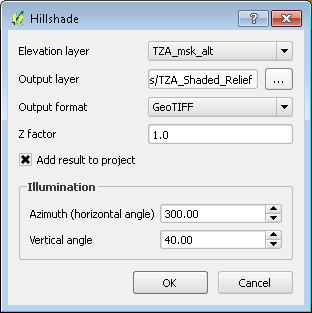 Hillshade
Elevation layer TZA_msk_alt
Output layer s/TZA_Shaded_Relief ...
Output format GeoTIFF
Z factor 1.0
Add result to project
Illumination
Azimuth (horizontal angle) 300.00
Vertical angle 40.00
OK Cancel